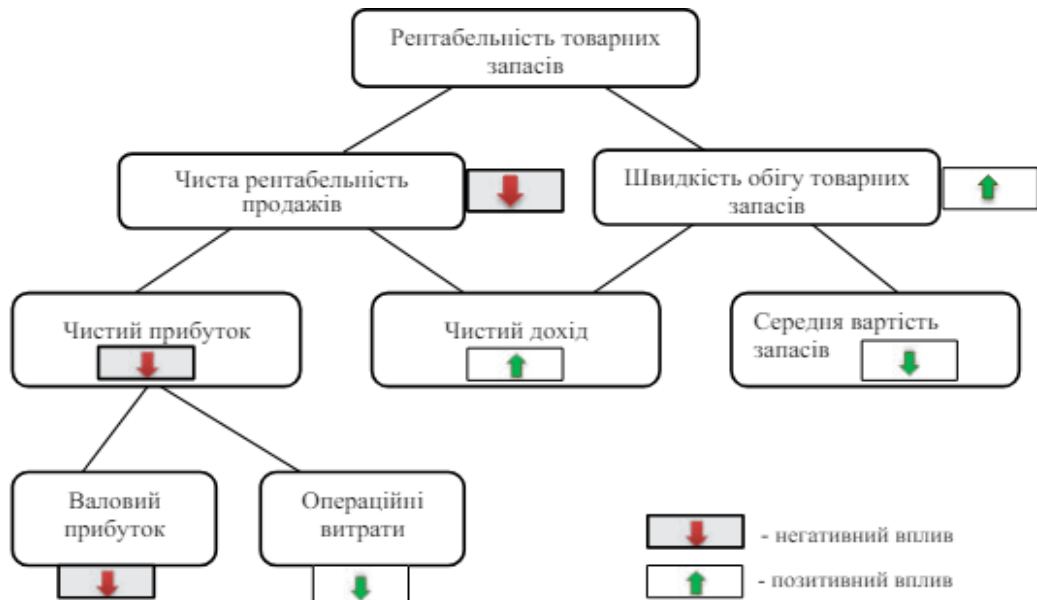 Рентабельність товарних
запасів
Чиста рентабельність
продажів
Швидкість обігу товарних
запасів
Чистий прибуток
Чистий дохід
Середня вартість
запасів
Валовий
прибуток
Операційні
витрати
- негативний вплив
- позитивний вплив